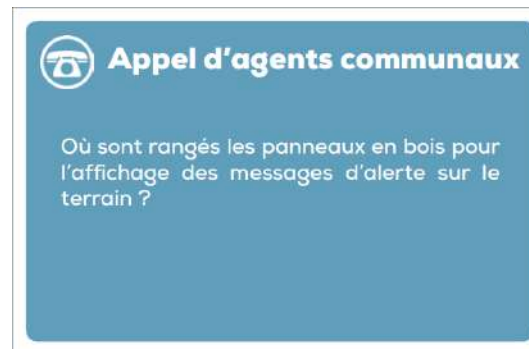 Appel d’agents communaux
Où sont rangés les panneaux en bois pour
l’affichage des messages d’alerte sur le
terrain ?